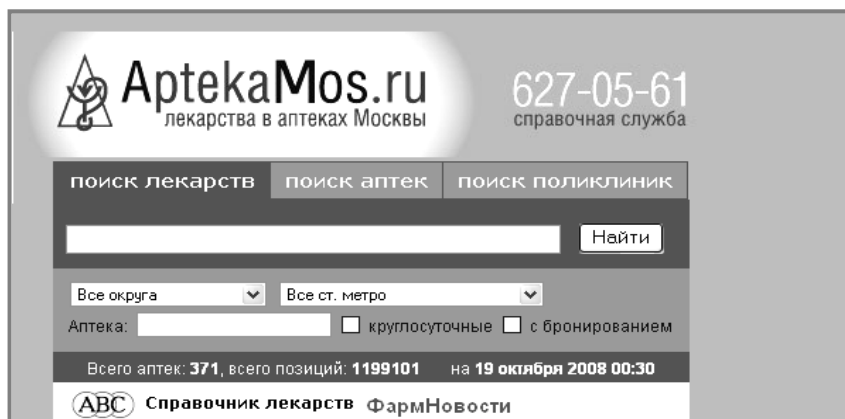 AptekaMos.ru
лекарства в аптеках Москвы
627-05-61
справочная служба
поиск лекарств поиск аптек поиск поликлиник
Найти
Все округа Все ст. метро
Аптека: круглосуточные с бронированием
Всего аптек: 371, всего позиций: 1199101 на 19 октября 2008 00:30
ABC Справочник лекарств ФармНовости